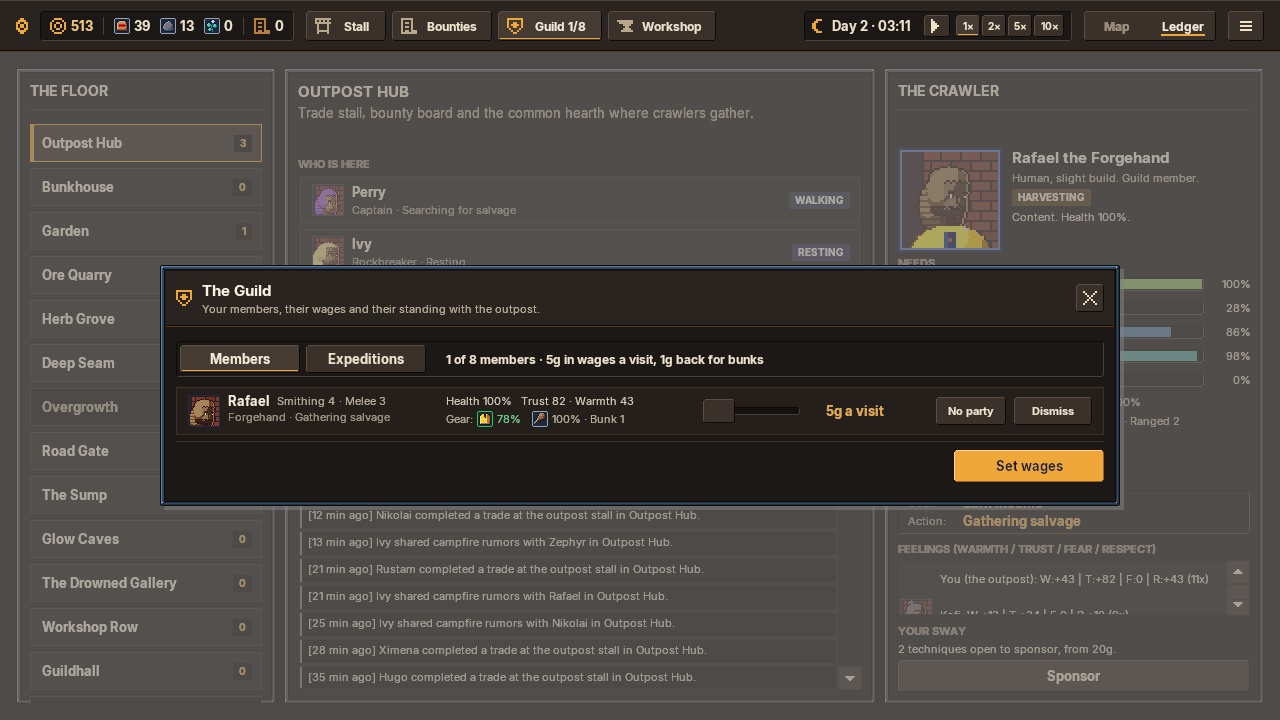 513
39
13
0
0
Stall
Bounties
Guild 1/8
Workshop
Day 2 · 03:11
1×
2×
5×
10×
Map
Ledger
THE FLOOR
Outpost Hub 3
Bunkhouse 0
Garden 1
Ore Quarry
Herb Grove
Deep Seam
Overgrowth
Road Gate
The Sump
Glow Caves 0
The Drowned Gallery 0
Workshop Row 0
Guildhall 0
OUTPOST HUB
Trade stall, bounty board and the common hearth where crawlers gather.
WHO IS HERE
Perry
Captain · Searching for salvage
WALKING
Ivy
Rockbreaker · Resting
RESTING
The Guild
Your members, their wages and their standing with the outpost.
Members
Expeditions
1 of 8 members · 5g in wages a visit, 1g back for bunks
Rafael Smithing 4 · Melee 3
Forgehand · Gathering salvage
Health 100% Trust 82 · Warmth 43
Gear: 78% 100% · Bunk 1
5g a visit
No party
Dismiss
Set wages
[12 min ago] Nikolai completed a trade at the outpost stall in Outpost Hub.
[13 min ago] Ivy shared campfire rumors with Zephyr in Outpost Hub.
[21 min ago] Rustam completed a trade at the outpost stall in Outpost Hub.
[21 min ago] Ivy shared campfire rumors with Rafael in Outpost Hub.
[25 min ago] Ivy shared campfire rumors with Nikolai in Outpost Hub.
[28 min ago] Ximena completed a trade at the outpost stall in Outpost Hub.
[35 min ago] Hugo completed a trade at the outpost stall in Outpost Hub.
THE CRAWLER
Rafael the Forgehand
Human, slight build. Guild member.
HARVESTING
Content. Health 100%.
NEEDS
100%
28%
86%
98%
0%
· Ranged 2
Action: Gathering salvage
FEELINGS (WARMTH / TRUST / FEAR / RESPECT)
You (the outpost): W:+43 | T:+82 | F:0 | R:+43 (11x)
YOUR SWAY
2 techniques open to sponsor, from 20g.
Sponsor